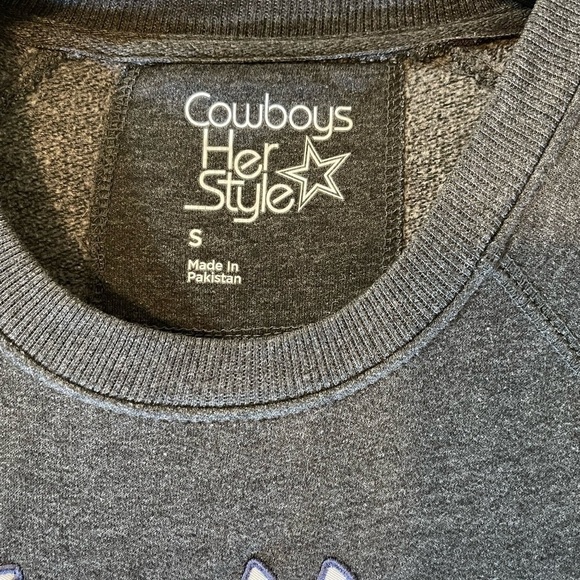 Cowboys
Her
Style
S
Made In
Pakistan